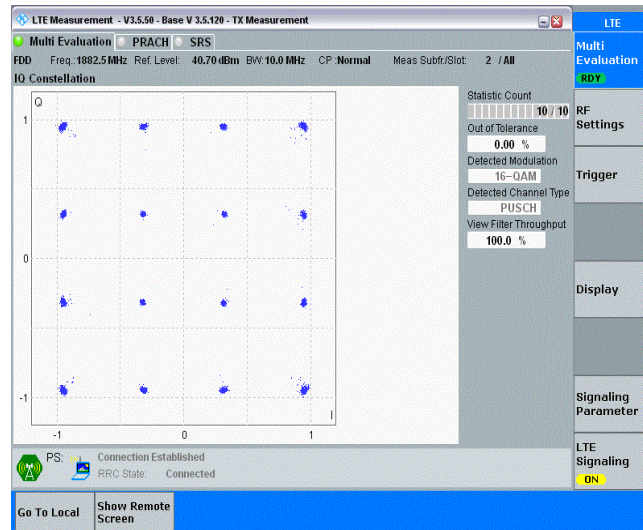 LTE Measurement - V3.5.50 - Base V 3.5.120 - TX Measurement
LTE
Multi Evaluation PRACH SRS
FDD Freq.: 1882.5 MHz Ref. Level: 40.70 dBm BW: 10.0 MHz CP : Normal Meas Subfr./Slot: 2 / All
IQ Constellation
Q
1
0
-1
-1 0 1
I
Statistic Count
10 / 10
Out of Tolerance
0.00 %
Detected Modulation
16-QAM
Detected Channel Type
PUSCH
View Filter Throughput
100.0 %
Multi
Evaluation
RDY
RF
Settings
Trigger
Display
Signaling
Parameter
LTE
Signaling
ON
PS: Connection Established
RRC State: Connected
Go To Local
Show Remote
Screen